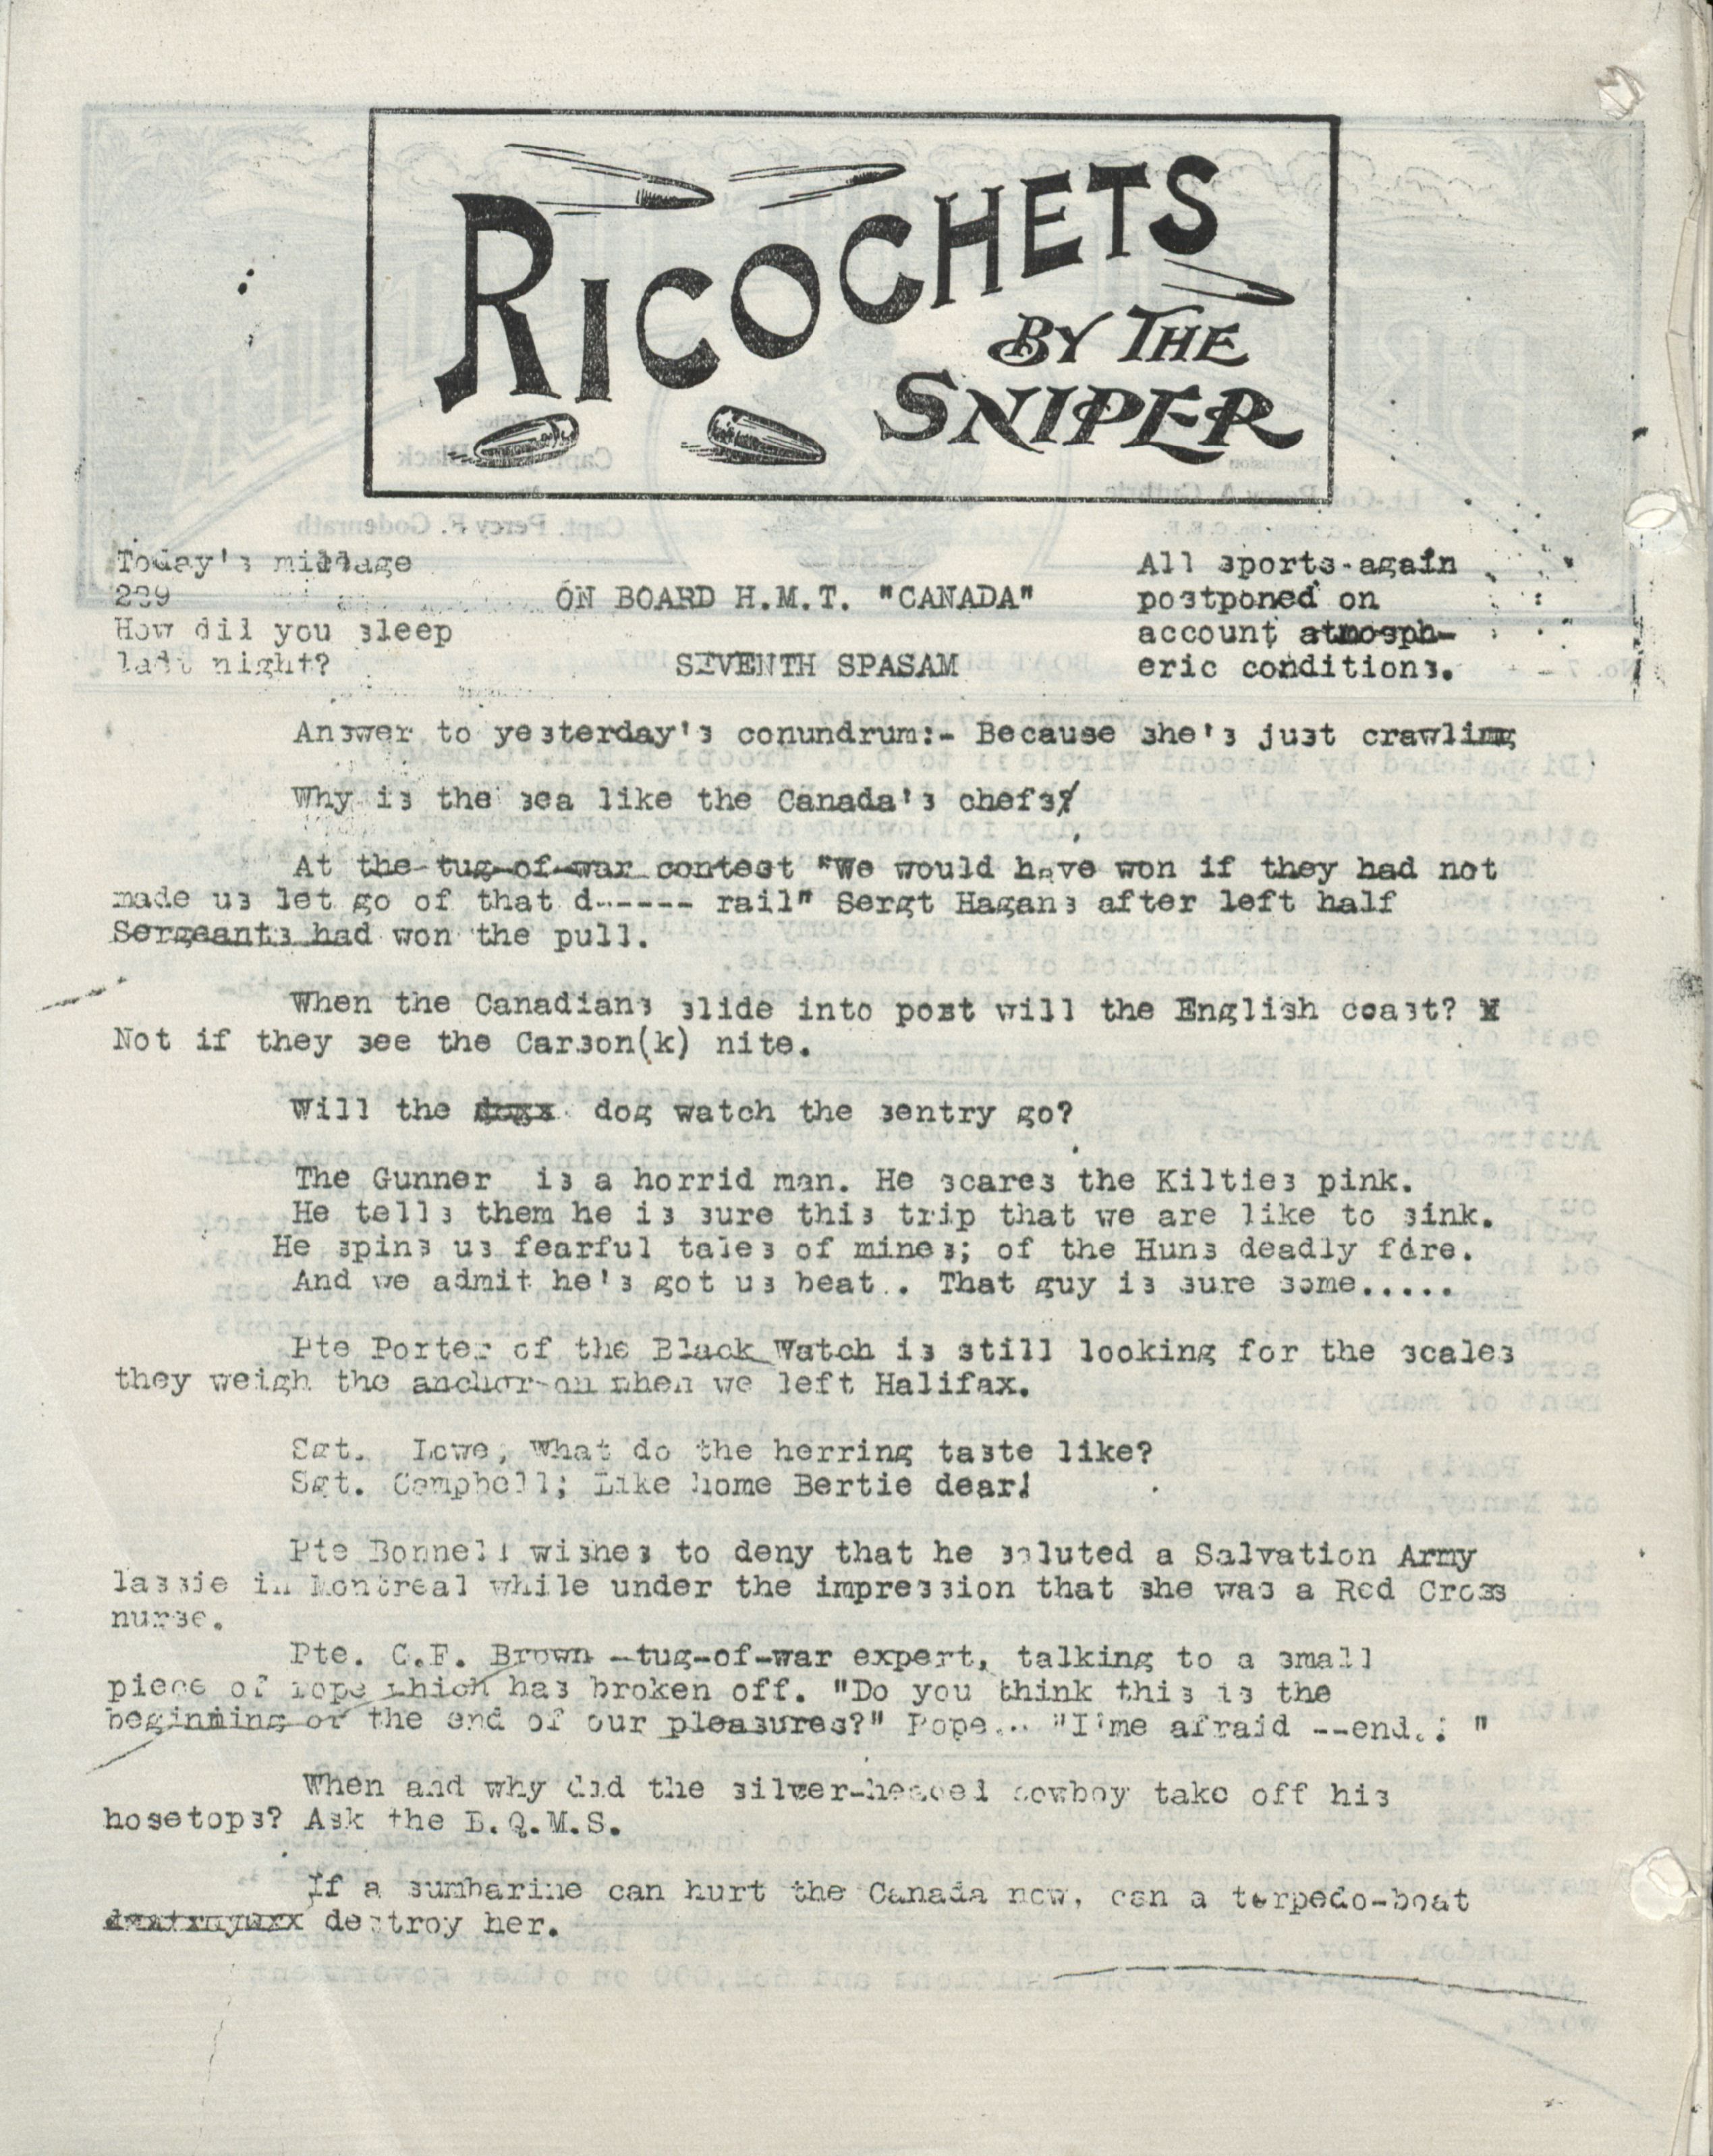 RICOCHETS
BY THE
SNIPER
Today's millage
289
How dil you sleep
last night?
ON BOARD H.M.T. "CANADA"
SEVENTH SPASAM
All sports-again
postponed on
account atmosph-
eric conditions.
Answer to yesterday's conundrum:- Because she's just crawling
Why is the sea like the Canada's chefs?
At the tug-of-war contest "We would have won if they had not
made us let go of that d----- rail" Sergt Hagans after left half
Sergeants had won the pull.
When the Canadians slide into port will the English coast? X
Not if they see the Carson(k) nite.
Will the dogs dog watch the sentry go?
The Gunner is a horrid man. He scares the Kilties pink.
He tells them he is sure this trip that we are like to sink.
He spins us fearful tales of mines; of the Huns deadly fire.
And we admit he's got us beat.. That guy is sure some.....
Pte Porter of the Black Watch is still looking for the scales
they weigh the anchor on when we left Halifax.
Sgt. Lowe, What do the herring taste like?
Sgt. Campbell; Like home Bertie dear!
Pte Bonnell wishes to deny that he saluted a Salvation Army
lassie in Montreal while under the impression that she was a Red Cross
nurse.
Pte. C.F. Brown -tug-of-war expert, talking to a small
piece of rope which has broken off. "Do you think this is the
beginning or the end of our pleasures?" Rope... "I'me afraid --end.. "
When and why did the silver-headed cowboy take off his
hosetops? Ask the B.Q.M.S.
If a sumbarine can hurt the Canada now, can a torpedo-boat
destroy her.